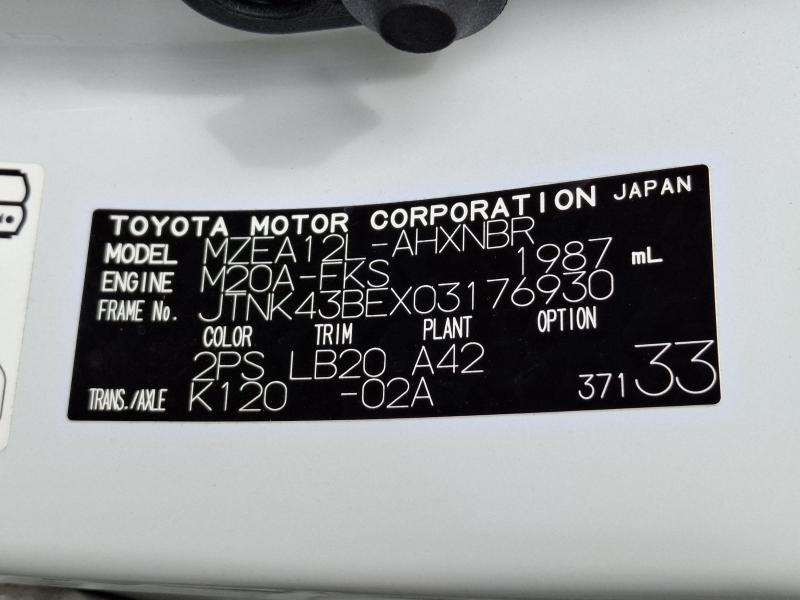 TOYOTA MOTOR CORPORATION JAPAN
MODEL MZEA12L-AHXNBR
ENGINE M20A-FKS 1987 mL
FRAME No. JTNK43BEX03176930
COLOR TRIM PLANT OPTION
2PS LB20 A42
TRANS./AXLE K120 -02A 371 33